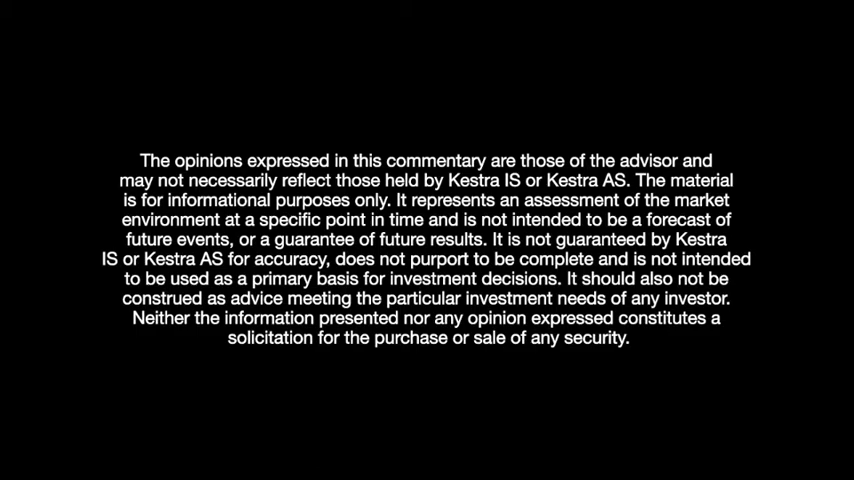 The opinions expressed in this commentary are those of the advisor and
may not necessarily reflect those held by Kestra IS or Kestra AS. The material
is for informational purposes only. It represents an assessment of the market
environment at a specific point in time and is not intended to be a forecast of
future events, or a guarantee of future results. It is not guaranteed by Kestra
IS or Kestra AS for accuracy, does not purport to be complete and is not intended
to be used as a primary basis for investment decisions. It should also not be
construed as advice meeting the particular investment needs of any investor.
Neither the information presented nor any opinion expressed constitutes a
solicitation for the purchase or sale of any security.